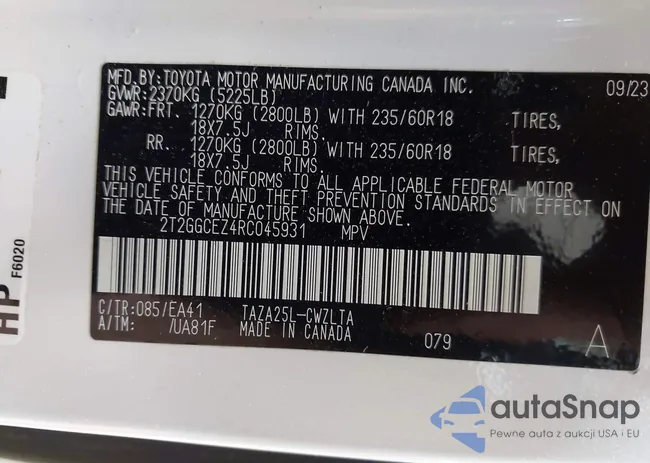 MFD. BY: TOYOTA MOTOR MANUFACTURING CANADA INC. 09/23
GVWR: 2370KG (5225LB)
GAWR: FRT. 1270KG (2800LB) WITH 235/60R18 TIRES,
18X7.5J RIMS.
RR. 1270KG (2800LB) WITH 235/60R18 TIRES,
18X7.5J RIMS.
THIS VEHICLE CONFORMS TO ALL APPLICABLE FEDERAL MOTOR
VEHICLE SAFETY AND THEFT PREVENTION STANDARDS IN EFFECT ON
THE DATE OF MANUFACTURE SHOWN ABOVE.
2T2GGCEZ4RC045931 MPV
C/TR: 085/EA41 TAZA25L-CWZLTA
A/TM: /UA81F MADE IN CANADA 079 A
HP F6020
autaSnap
Pewne auta z aukcji USA i EU